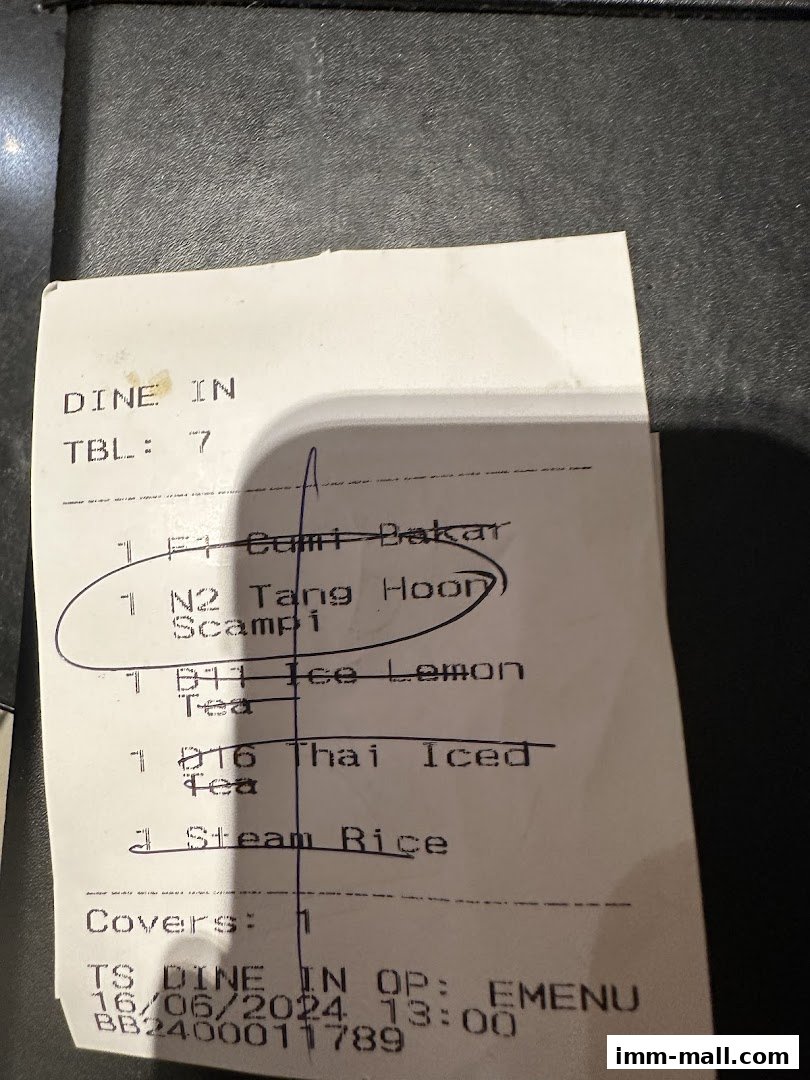 DINE IN
TBL: 7
1 F1 Cumi Bakar
1 N2 Tang Hoon
Scampi
1 D11 Ice Lemon
Tea
1 D16 Thai Iced
Tea
1 Steam Rice
Covers: 1
TS DINE IN OP: EMENU
16/06/2024 13:00
BB2400011789
imm-mall.com